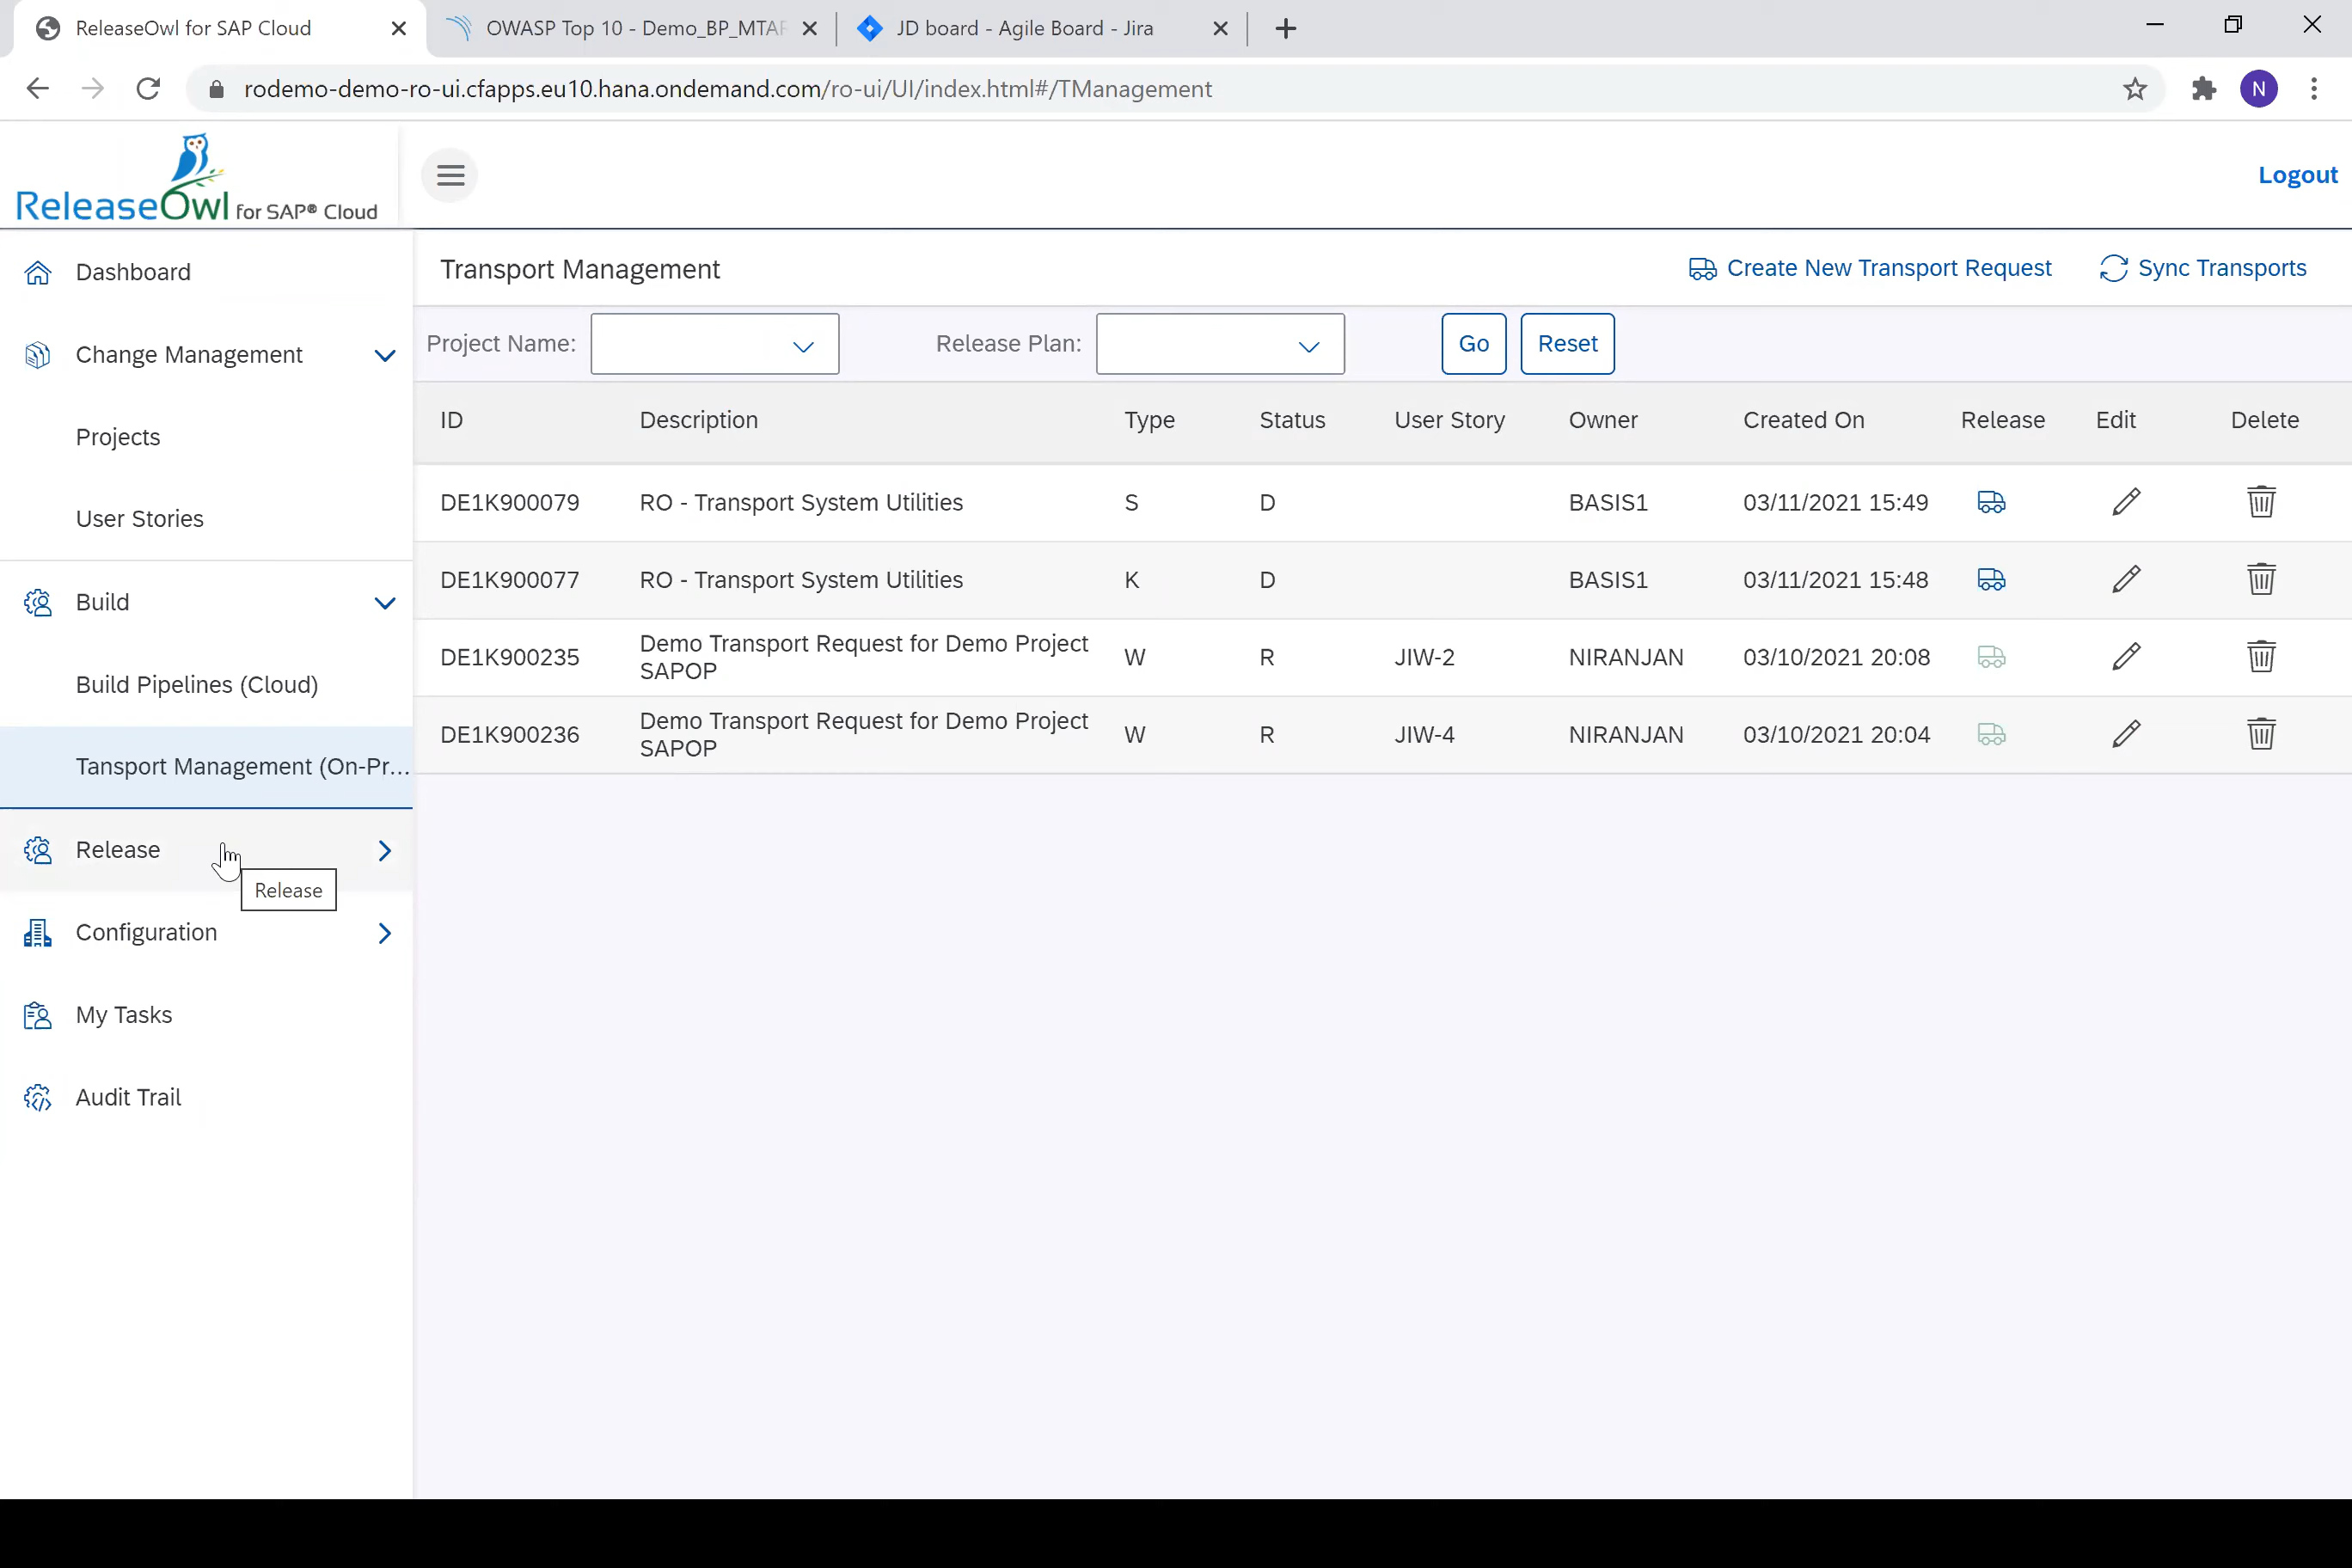 ReleaseOwl for SAP Cloud
OWASP Top 10 - Demo_BP_MTAR
JD board - Agile Board - Jira
rodemo-demo-ro-ui.cfapps.eu10.hana.ondemand.com/ro-ui/UI/index.html#/TManagement
N
ReleaseOwl for SAP® Cloud
Logout
Dashboard
Change Management
Projects
User Stories
Build
Build Pipelines (Cloud)
Tansport Management (On-Pr...
Release
Release
Configuration
My Tasks
Audit Trail
Transport Management
Create New Transport Request
Sync Transports
Project Name:
Release Plan:
Go
Reset
ID Description Type Status User Story Owner Created On Release Edit Delete
DE1K900079 RO - Transport System Utilities S D BASIS1 03/11/2021 15:49
DE1K900077 RO - Transport System Utilities K D BASIS1 03/11/2021 15:48
DE1K900235 Demo Transport Request for Demo Project W R JIW-2 NIRANJAN 03/10/2021 20:08
SAPOP
DE1K900236 Demo Transport Request for Demo Project W R JIW-4 NIRANJAN 03/10/2021 20:04
SAPOP